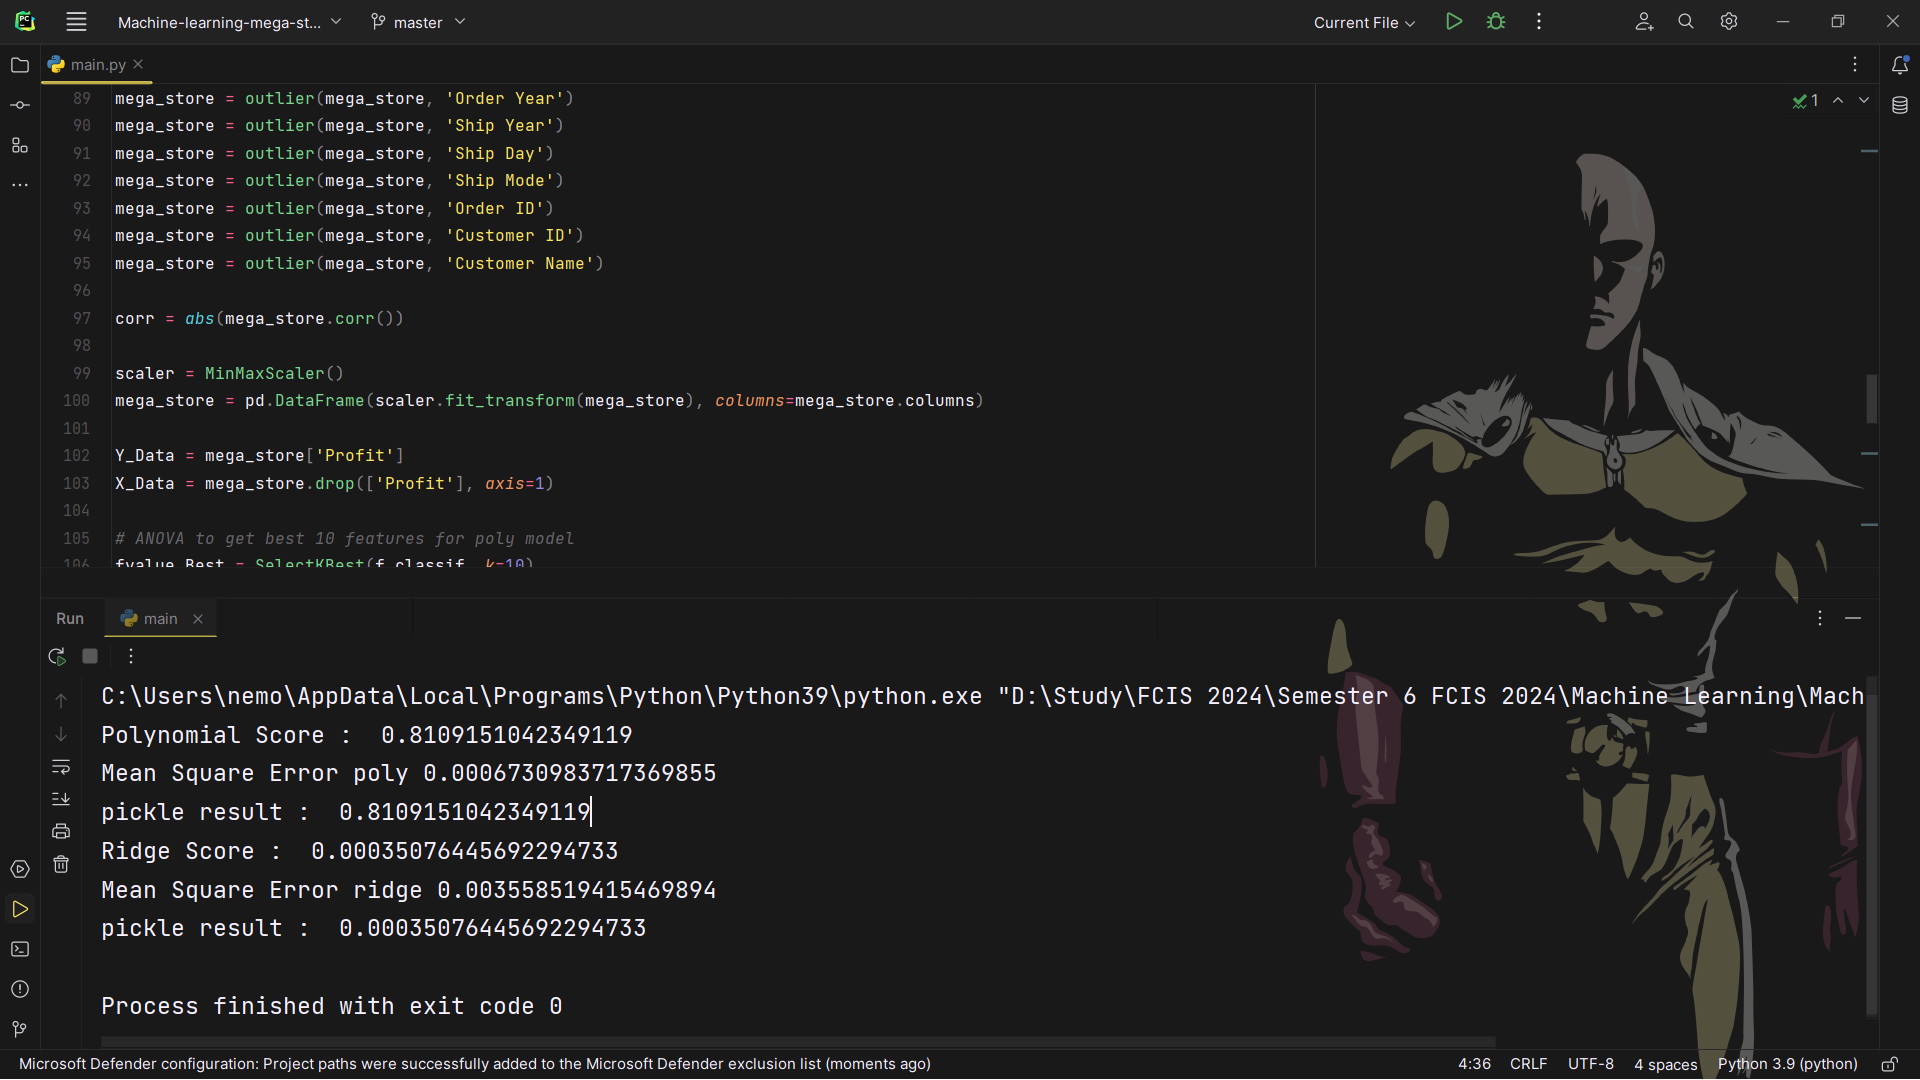 Machine-learning-mega-st...
master
Current File
main.py
1
89 mega_store = outlier(mega_store, 'Order Year')
90 mega_store = outlier(mega_store, 'Ship Year')
91 mega_store = outlier(mega_store, 'Ship Day')
92 mega_store = outlier(mega_store, 'Ship Mode')
93 mega_store = outlier(mega_store, 'Order ID')
94 mega_store = outlier(mega_store, 'Customer ID')
95 mega_store = outlier(mega_store, 'Customer Name')
96
97 corr = abs(mega_store.corr())
98
99 scaler = MinMaxScaler()
100 mega_store = pd.DataFrame(scaler.fit_transform(mega_store), columns=mega_store.columns)
101
102 Y_Data = mega_store['Profit']
103 X_Data = mega_store.drop(['Profit'], axis=1)
104
105 # ANOVA to get best 10 features for poly model
106 fvalue_Best = SelectKBest(f_classif, k=10)
Run
main
C:\Users\nemo\AppData\Local\Programs\Python\Python39\python.exe "D:\Study\FCIS 2024\Semester 6 FCIS 2024\Machine Learning\Mach
Polynomial Score :  0.8109151042349119
Mean Square Error poly 0.0006730983717369855
pickle result :  0.8109151042349119
Ridge Score :  0.00035076445692294733
Mean Square Error ridge 0.003558519415469894
pickle result :  0.00035076445692294733
Process finished with exit code 0
Microsoft Defender configuration: Project paths were successfully added to the Microsoft Defender exclusion list (moments ago)
4:36 CRLF UTF-8 4 spaces Python 3.9 (python)